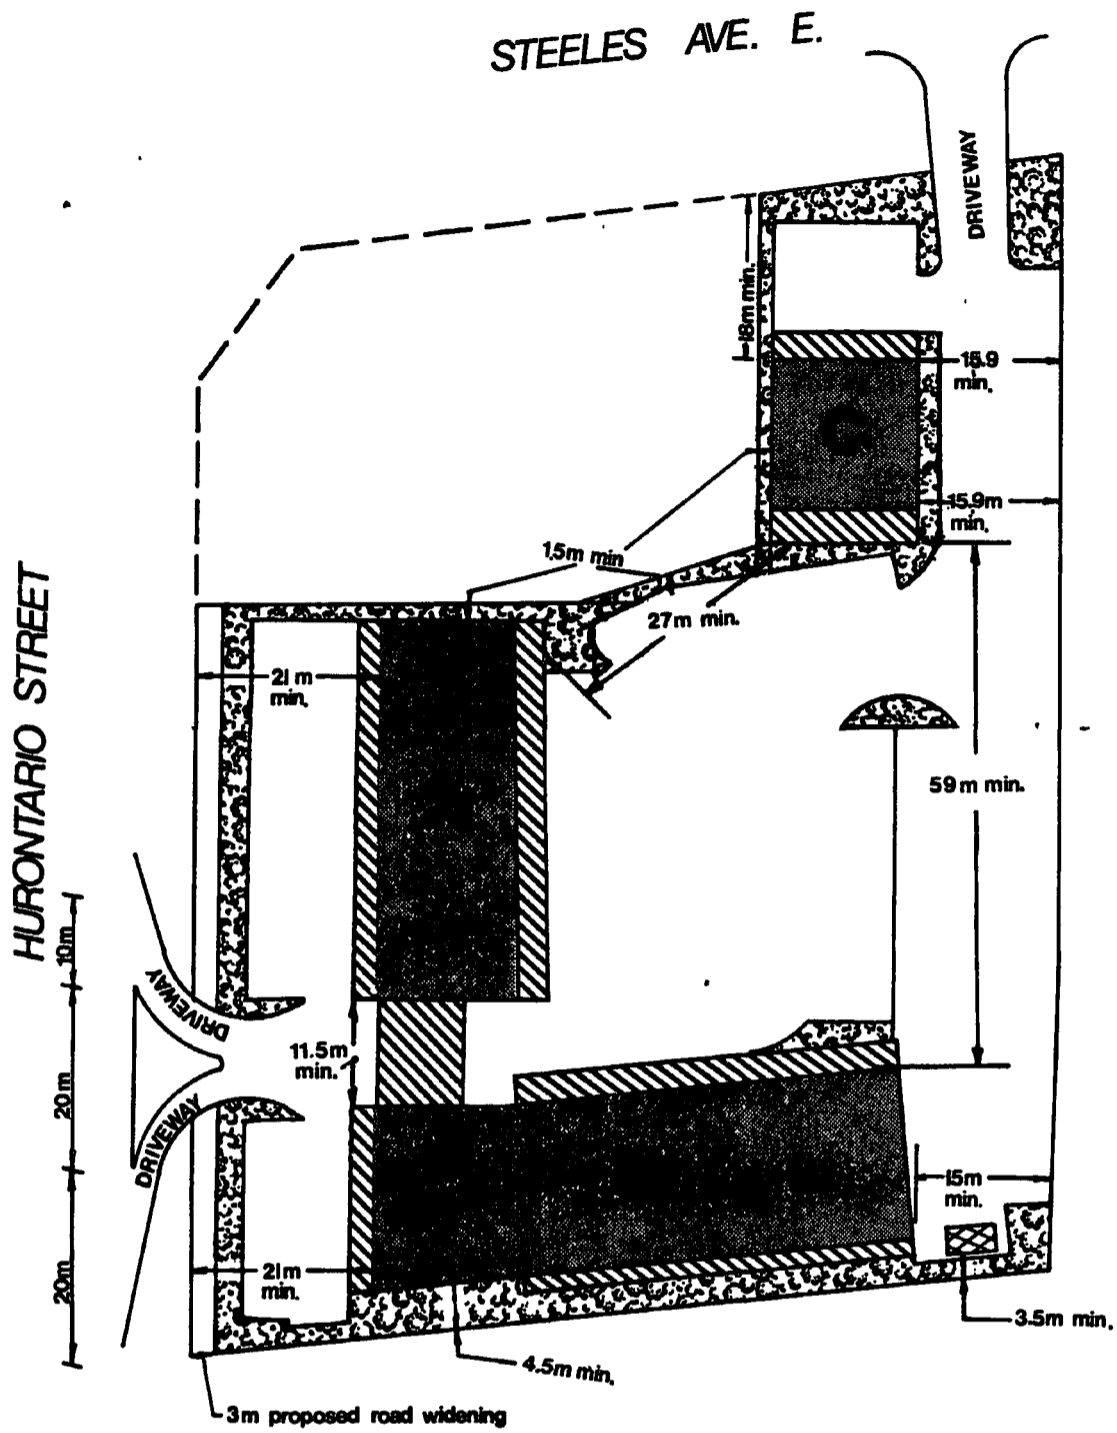 STEELES AVE. E.
DRIVEWAY
18m min.
15.9
min.
15.9m
min.
1.5m min
27m min.
21m
min.
59m min.
HURONTARIO STREET
10m
20m
20m
DRIVEWAY
DRIVEWAY
11.5m
min.
15m
min.
21m
min.
3.5m min.
4.5m min.
3m proposed road widening